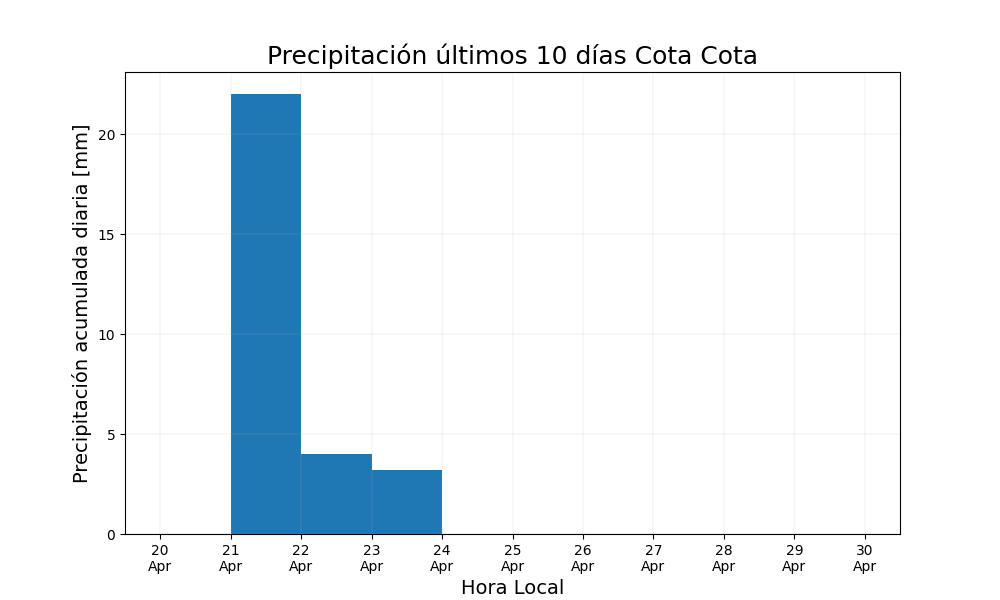 Precipitación últimos 10 días Cota Cota
Precipitación acumulada diaria [mm]
20
15
10
5
0
20 21 22 23 24 25 26 27 28 29 30
Apr Apr Apr Apr Apr Apr Apr Apr Apr Apr Apr
Hora Local